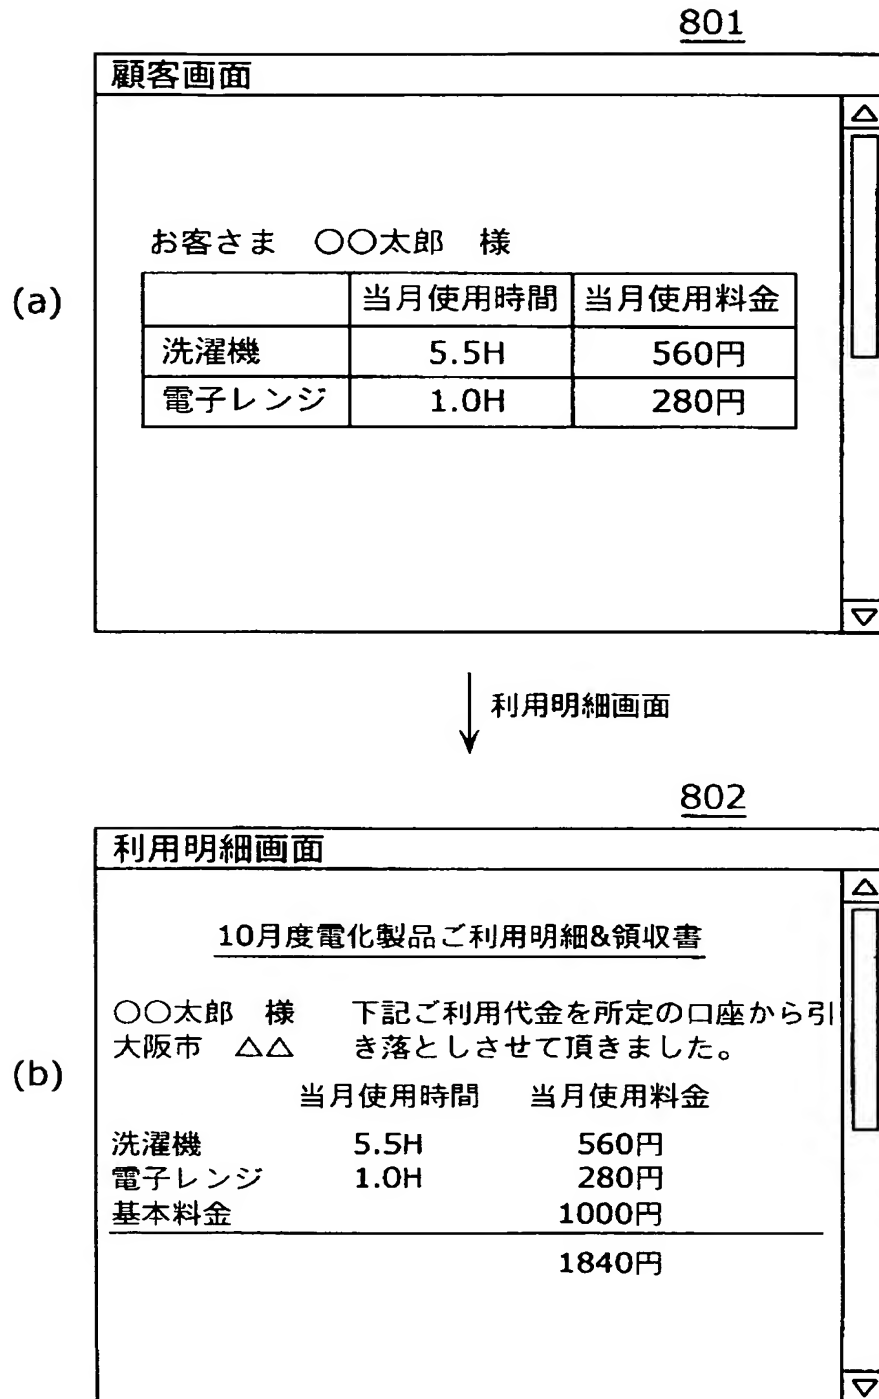 801
顧客画面
お客さま 〇〇太郎 様
当月使用時間 当月使用料金
洗濯機 5.5H 560円
電子レンジ 1.0H 280円
(a)
利用明細画面
802
利用明細画面
10月度電化製品ご利用明細&領収書
〇〇太郎 様 下記ご利用代金を所定の口座から引
大阪市 △△ き落としさせて頂きました。
(b)
当月使用時間 当月使用料金
洗濯機 5.5H 560円
電子レンジ 1.0H 280円
基本料金 1000円
1840円